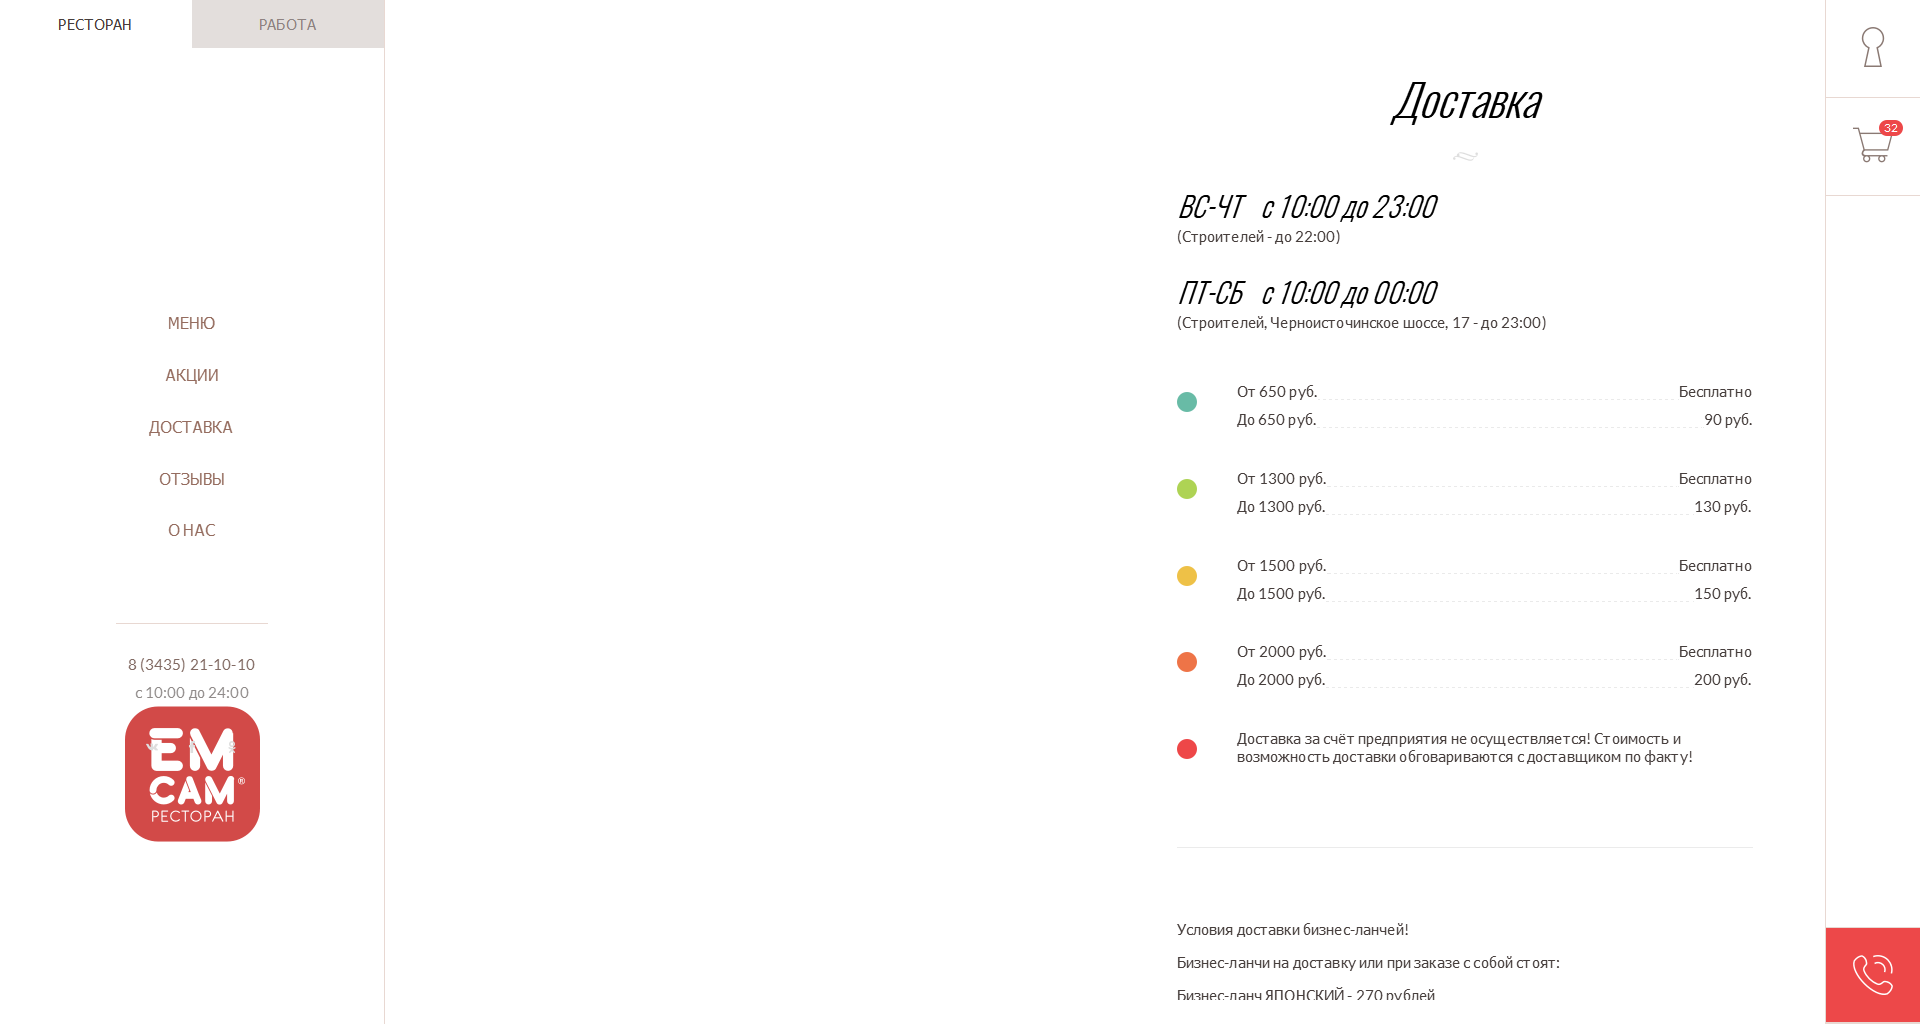 РЕСТОРАН
РАБОТА
МЕНЮ
АКЦИИ
ДОСТАВКА
ОТЗЫВЫ
О НАС
8 (3435) 21-10-10
с 10:00 до 24:00
ЕМ
САМ®
РЕСТОРАН
Доставка
ВС-ЧТ с 10:00 до 23:00
(Строителей - до 22:00)
ПТ-СБ с 10:00 до 00:00
(Строителей, Черноисточинское шоссе, 17 - до 23:00)
От 650 руб. Бесплатно
До 650 руб. 90 руб.
От 1300 руб. Бесплатно
До 1300 руб. 130 руб.
От 1500 руб. Бесплатно
До 1500 руб. 150 руб.
От 2000 руб. Бесплатно
До 2000 руб. 200 руб.
Доставка за счёт предприятия не осуществляется! Стоимость и
возможность доставки обговариваются с доставщиком по факту!
Условия доставки бизнес-ланчей!
Бизнес-ланчи на доставку или при заказе с собой стоят:
Бизнес-ланч ЯПОНСКИЙ - 270 рублей
32